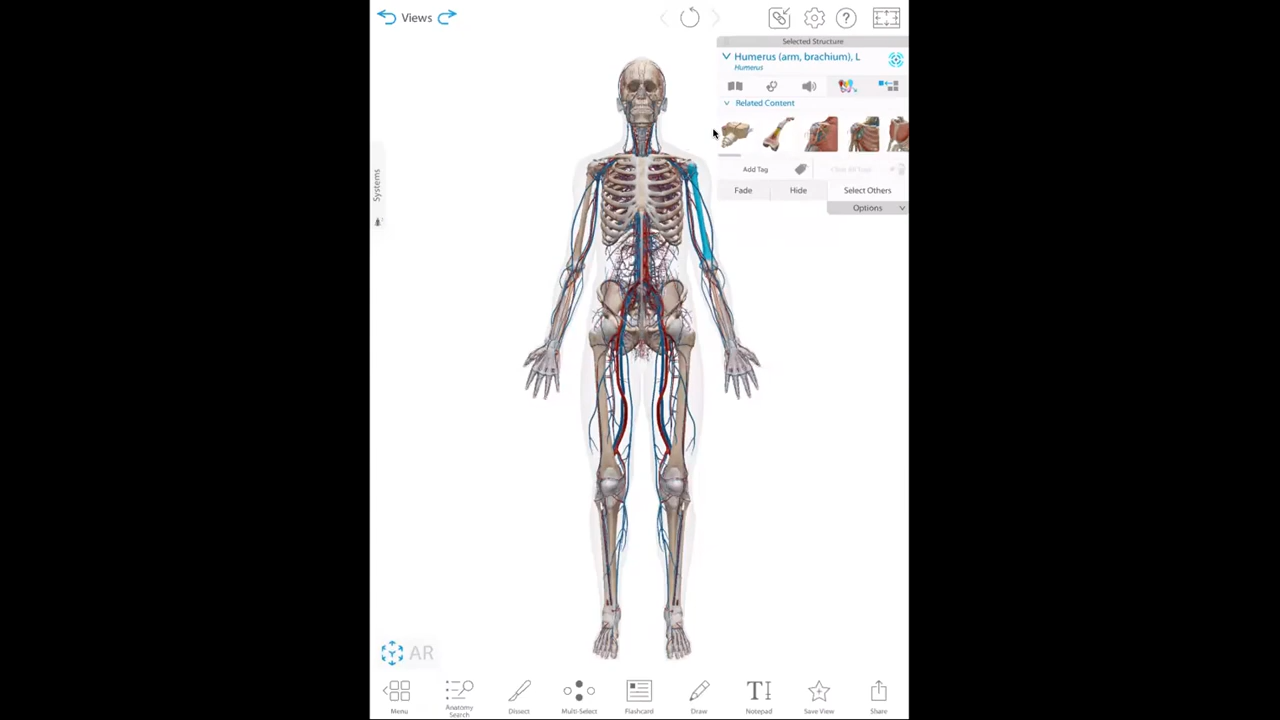 Views
Selected Structure
Humerus (arm, brachium), L
Humerus
Related Content
Add Tag
Fade
Hide
Select Others
Options
Systems
AR
Menu
Anatomy
Search
Dissect
Multi-Select
Flashcard
Draw
Notepad
Save View
Share